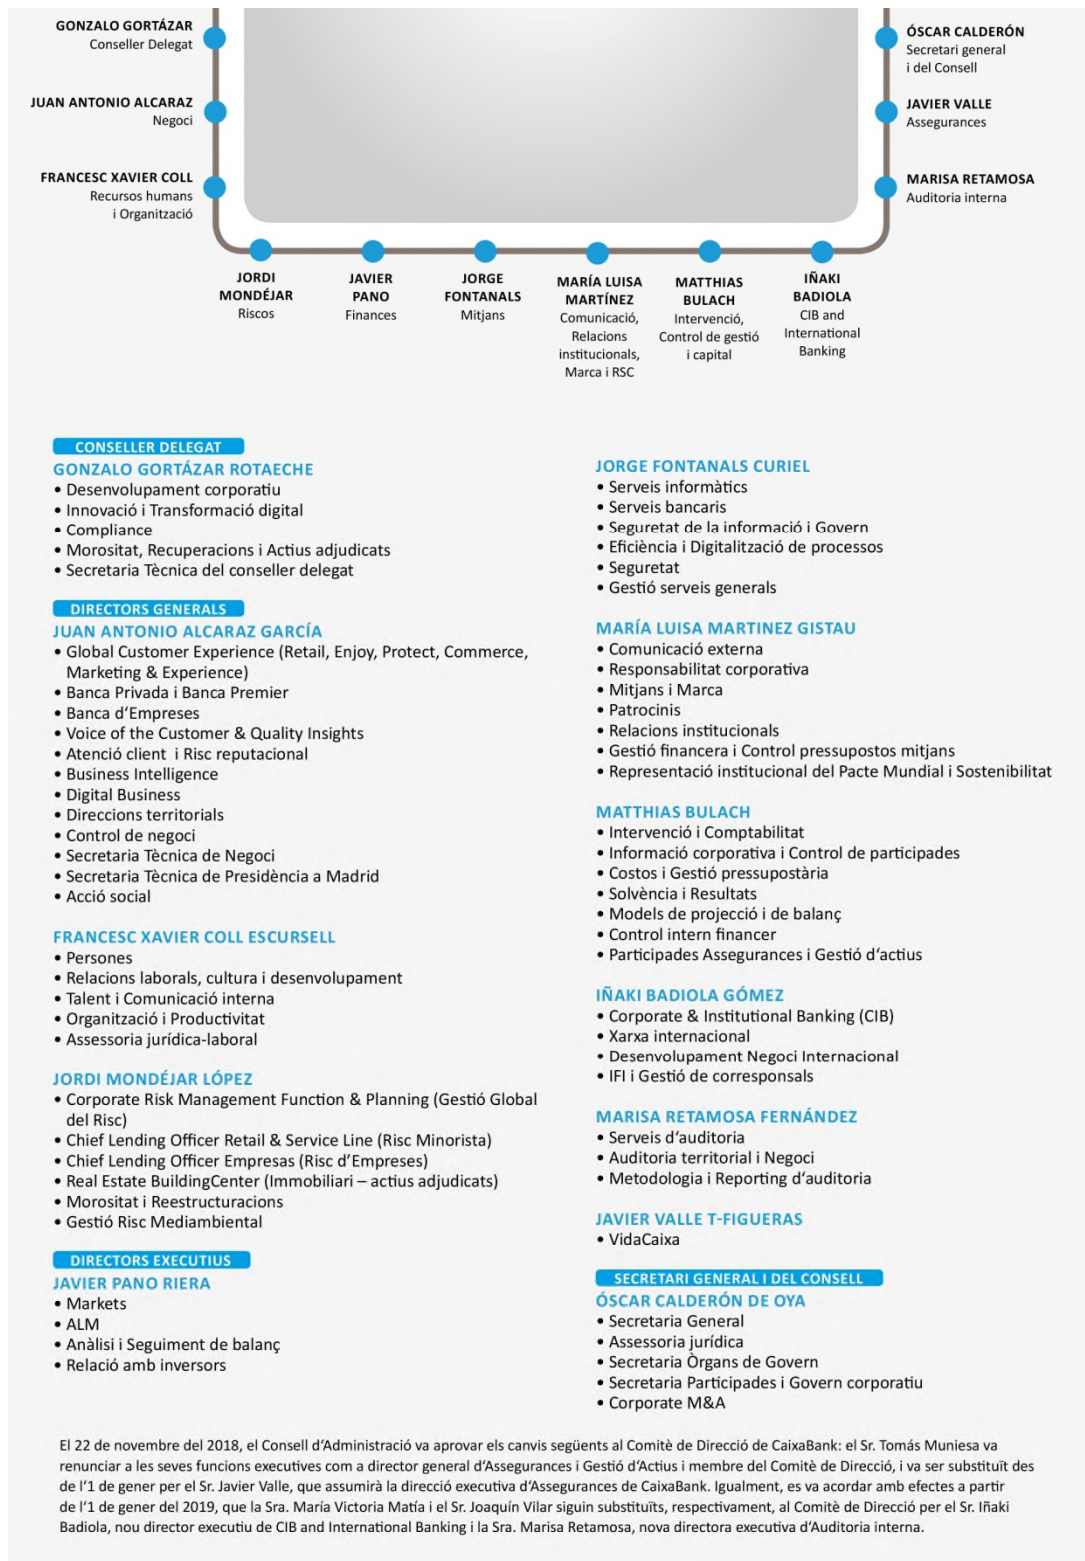 GONZALO GORTÁZAR
Conseller Delegat
JUAN ANTONIO ALCARAZ
Negoci
FRANCESC XAVIER COLL
Recursos humans
i Organització
ÓSCAR CALDERÓN
Secretari general
i del Consell
JAVIER VALLE
Assegurances
MARISA RETAMOSA
Auditoria interna
JORDI
MONDÉJAR
Riscos
JAVIER
PANO
Finances
JORGE
FONTANALS
Mitjans
MARÍA LUISA
MARTÍNEZ
Comunicació,
Relacions
institucionals,
Marca i RSC
MATTHIAS
BULACH
Intervenció,
Control de gestió
i capital
IÑAKI
BADIOLA
CIB and
International
Banking
CONSELLER DELEGAT
GONZALO GORTÁZAR ROTAECHE
• Desenvolupament corporatiu
• Innovació i Transformació digital
• Compliance
• Morositat, Recuperacions i Actius adjudicats
• Secretaria Tècnica del conseller delegat
DIRECTORS GENERALS
JUAN ANTONIO ALCARAZ GARCÍA
• Global Customer Experience (Retail, Enjoy, Protect, Commerce,
Marketing & Experience)
• Banca Privada i Banca Premier
• Banca d‘Empreses
• Voice of the Customer & Quality Insights
• Atenció client i Risc reputacional
• Business Intelligence
• Digital Business
• Direccions territorials
• Control de negoci
• Secretaria Tècnica de Negoci
• Secretaria Tècnica de Presidència a Madrid
• Acció social
FRANCESC XAVIER COLL ESCURSELL
• Persones
• Relacions laborals, cultura i desenvolupament
• Talent i Comunicació interna
• Organització i Productivitat
• Assessoria jurídica-laboral
JORDI MONDÉJAR LÓPEZ
• Corporate Risk Management Function & Planning (Gestió Global
del Risc)
• Chief Lending Officer Retail & Service Line (Risc Minorista)
• Chief Lending Officer Empresas (Risc d’Empreses)
• Real Estate BuildingCenter (Immobiliari – actius adjudicats)
• Morositat i Reestructuracions
• Gestió Risc Mediambiental
DIRECTORS EXECUTIUS
JAVIER PANO RIERA
• Markets
• ALM
• Anàlisi i Seguiment de balanç
• Relació amb inversors
JORGE FONTANALS CURIEL
• Serveis informàtics
• Serveis bancaris
• Seguretat de la informació i Govern
• Eficiència i Digitalització de processos
• Seguretat
• Gestió serveis generals
MARÍA LUISA MARTINEZ GISTAU
• Comunicació externa
• Responsabilitat corporativa
• Mitjans i Marca
• Patrocinis
• Relacions institucionals
• Gestió financera i Control pressupostos mitjans
• Representació institucional del Pacte Mundial i Sostenibilitat
MATTHIAS BULACH
• Intervenció i Comptabilitat
• Informació corporativa i Control de participades
• Costos i Gestió pressupostària
• Solvència i Resultats
• Models de projecció i de balanç
• Control intern financer
• Participades Assegurances i Gestió d‘actius
IÑAKI BADIOLA GÓMEZ
• Corporate & Institutional Banking (CIB)
• Xarxa internacional
• Desenvolupament Negoci Internacional
• IFI i Gestió de corresponsals
MARISA RETAMOSA FERNÁNDEZ
• Serveis d‘auditoria
• Auditoria territorial i Negoci
• Metodologia i Reporting d‘auditoria
JAVIER VALLE T-FIGUERAS
• VidaCaixa
SECRETARI GENERAL I DEL CONSELL
ÓSCAR CALDERÓN DE OYA
• Secretaria General
• Assessoria jurídica
• Secretaria Òrgans de Govern
• Secretaria Participades i Govern corporatiu
• Corporate M&A
El 22 de novembre del 2018, el Consell d‘Administració va aprovar els canvis següents al Comitè de Direcció de CaixaBank: el Sr. Tomás Muniesa va
renunciar a les seves funcions executives com a director general d‘Assegurances i Gestió d‘Actius i membre del Comitè de Direcció, i va ser substituït des
de l‘1 de gener per el Sr. Javier Valle, que assumirà la direcció executiva d‘Assegurances de CaixaBank. Igualment, es va acordar amb efectes a partir
de l‘1 de gener del 2019, que la Sra. María Victoria Matía i el Sr. Joaquín Vilar siguin substituïts, respectivament, al Comitè de Direcció per el Sr. Iñaki
Badiola, nou director executiu de CIB and International Banking i la Sra. Marisa Retamosa, nova directora executiva d‘Auditoria interna.